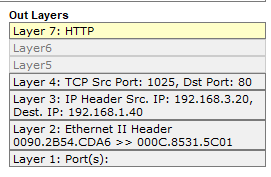 Out Layers
Layer 7: HTTP
Layer6
Layer5
Layer 4: TCP Src Port: 1025, Dst Port: 80
Layer 3: IP Header Src. IP: 192.168.3.20,
Dest. IP: 192.168.1.40
Layer 2: Ethernet II Header
0090.2B54.CDA6 >> 000C.8531.5C01
Layer 1: Port(s):